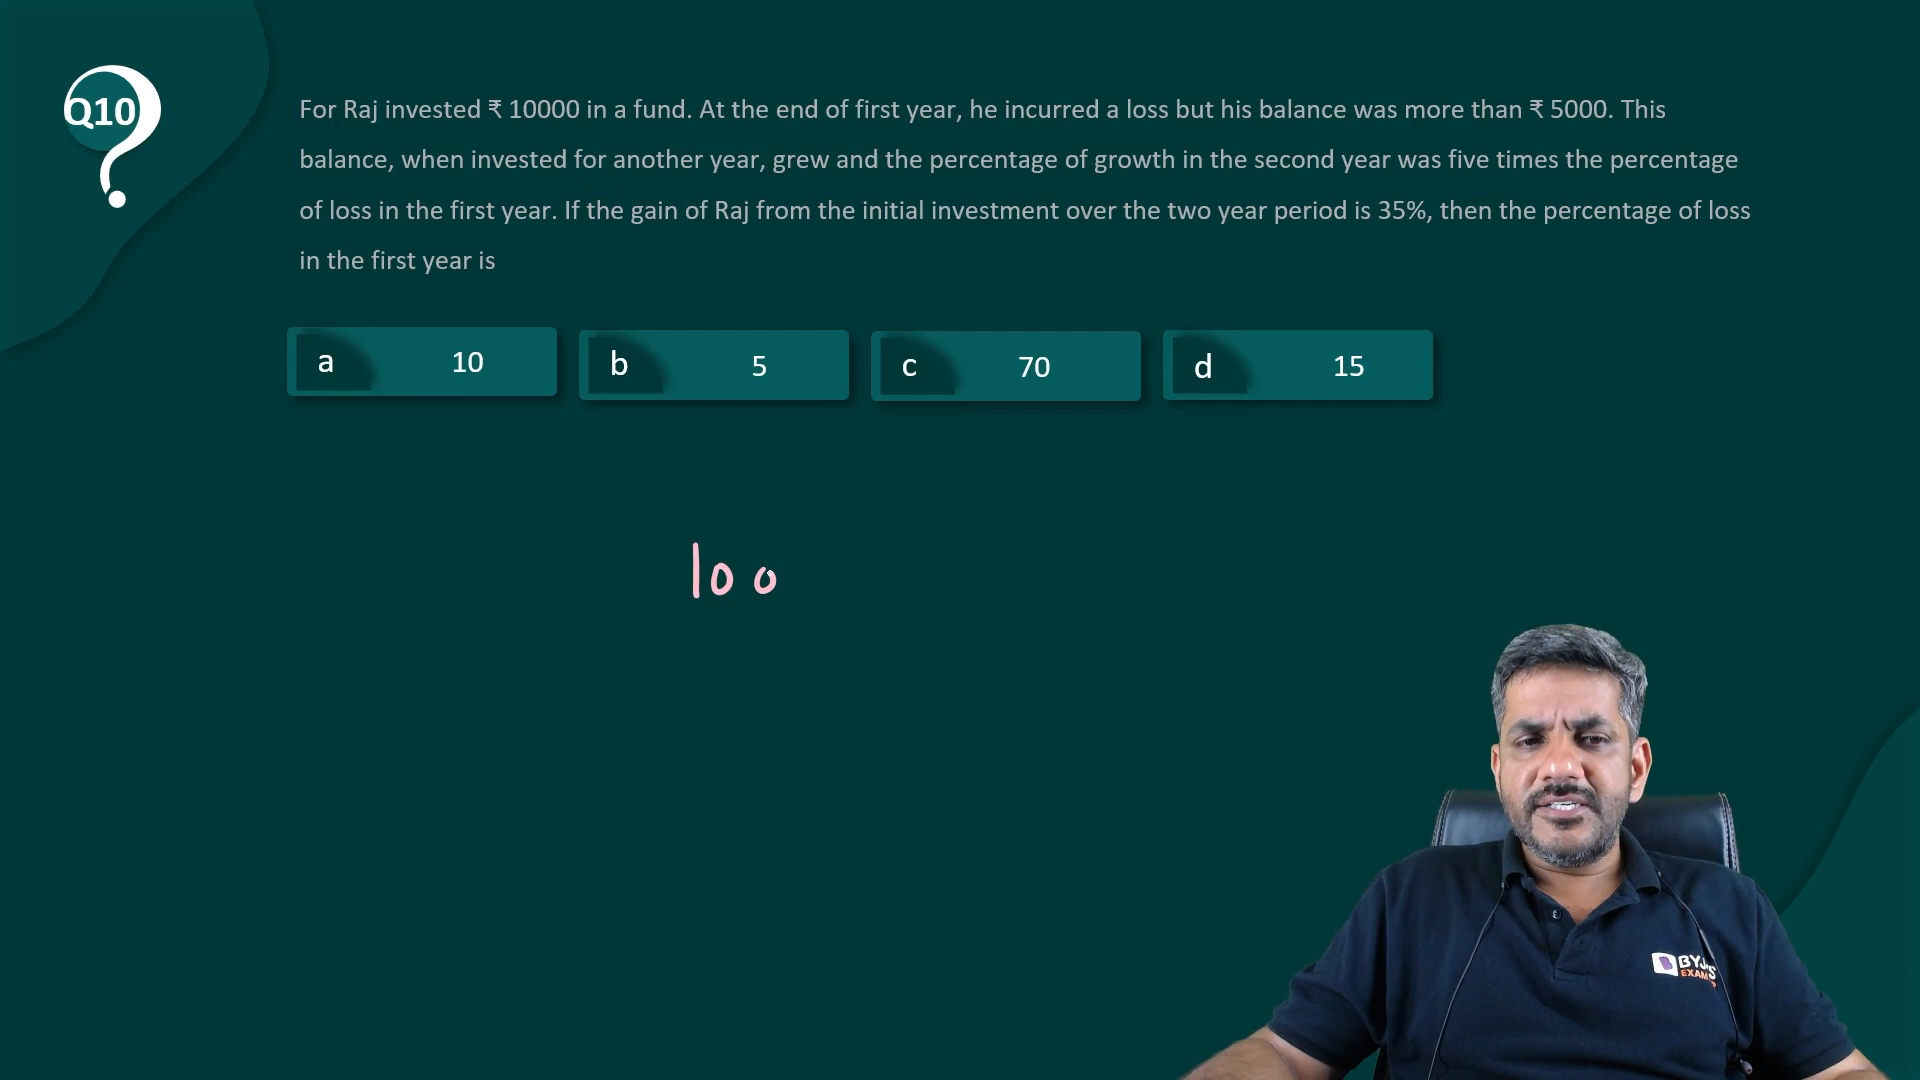 Q10
For Raj invested ₹ 10000 in a fund. At the end of first year, he incurred a loss but his balance was more than ₹ 5000. This
balance, when invested for another year, grew and the percentage of growth in the second year was five times the percentage
of loss in the first year. If the gain of Raj from the initial investment over the two year period is 35%, then the percentage of loss
in the first year is
a 10 b 5 c 70 d 15
100